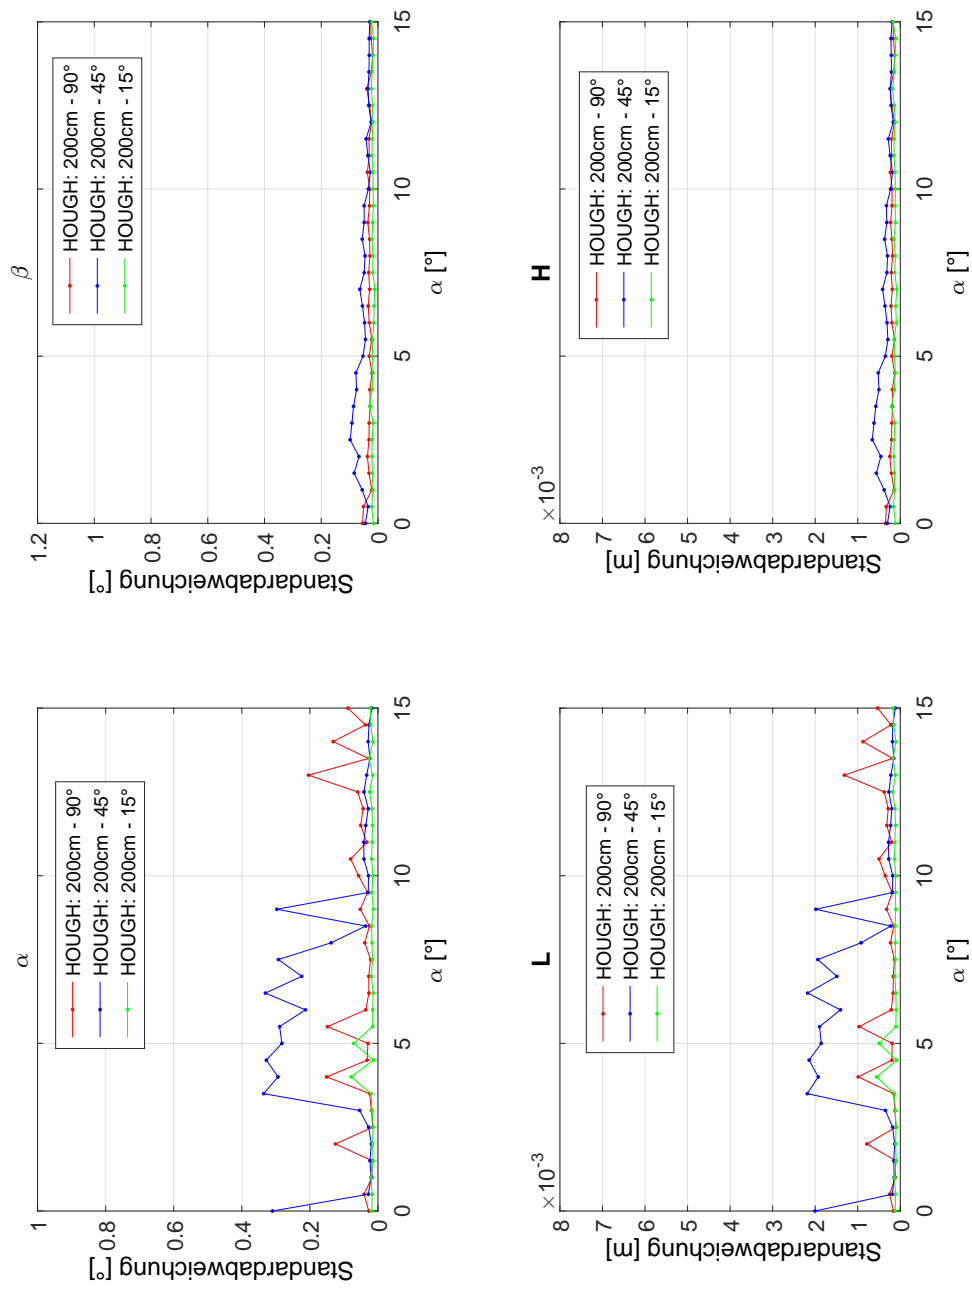 α
1
0.8
0.6
0.4
0.2
0
Standardabweichung [°]
HOUGH: 200cm - 90°
HOUGH: 200cm - 45°
HOUGH: 200cm - 15°
0 5 10 15
α [°]
β
1.2
1
0.8
0.6
0.4
0.2
0
Standardabweichung [°]
HOUGH: 200cm - 90°
HOUGH: 200cm - 45°
HOUGH: 200cm - 15°
0 5 10 15
α [°]
L
×10⁻³
8
7
6
5
4
3
2
1
0
Standardabweichung [m]
HOUGH: 200cm - 90°
HOUGH: 200cm - 45°
HOUGH: 200cm - 15°
0 5 10 15
α [°]
H
×10⁻³
8
7
6
5
4
3
2
1
0
Standardabweichung [m]
HOUGH: 200cm - 90°
HOUGH: 200cm - 45°
HOUGH: 200cm - 15°
0 5 10 15
α [°]